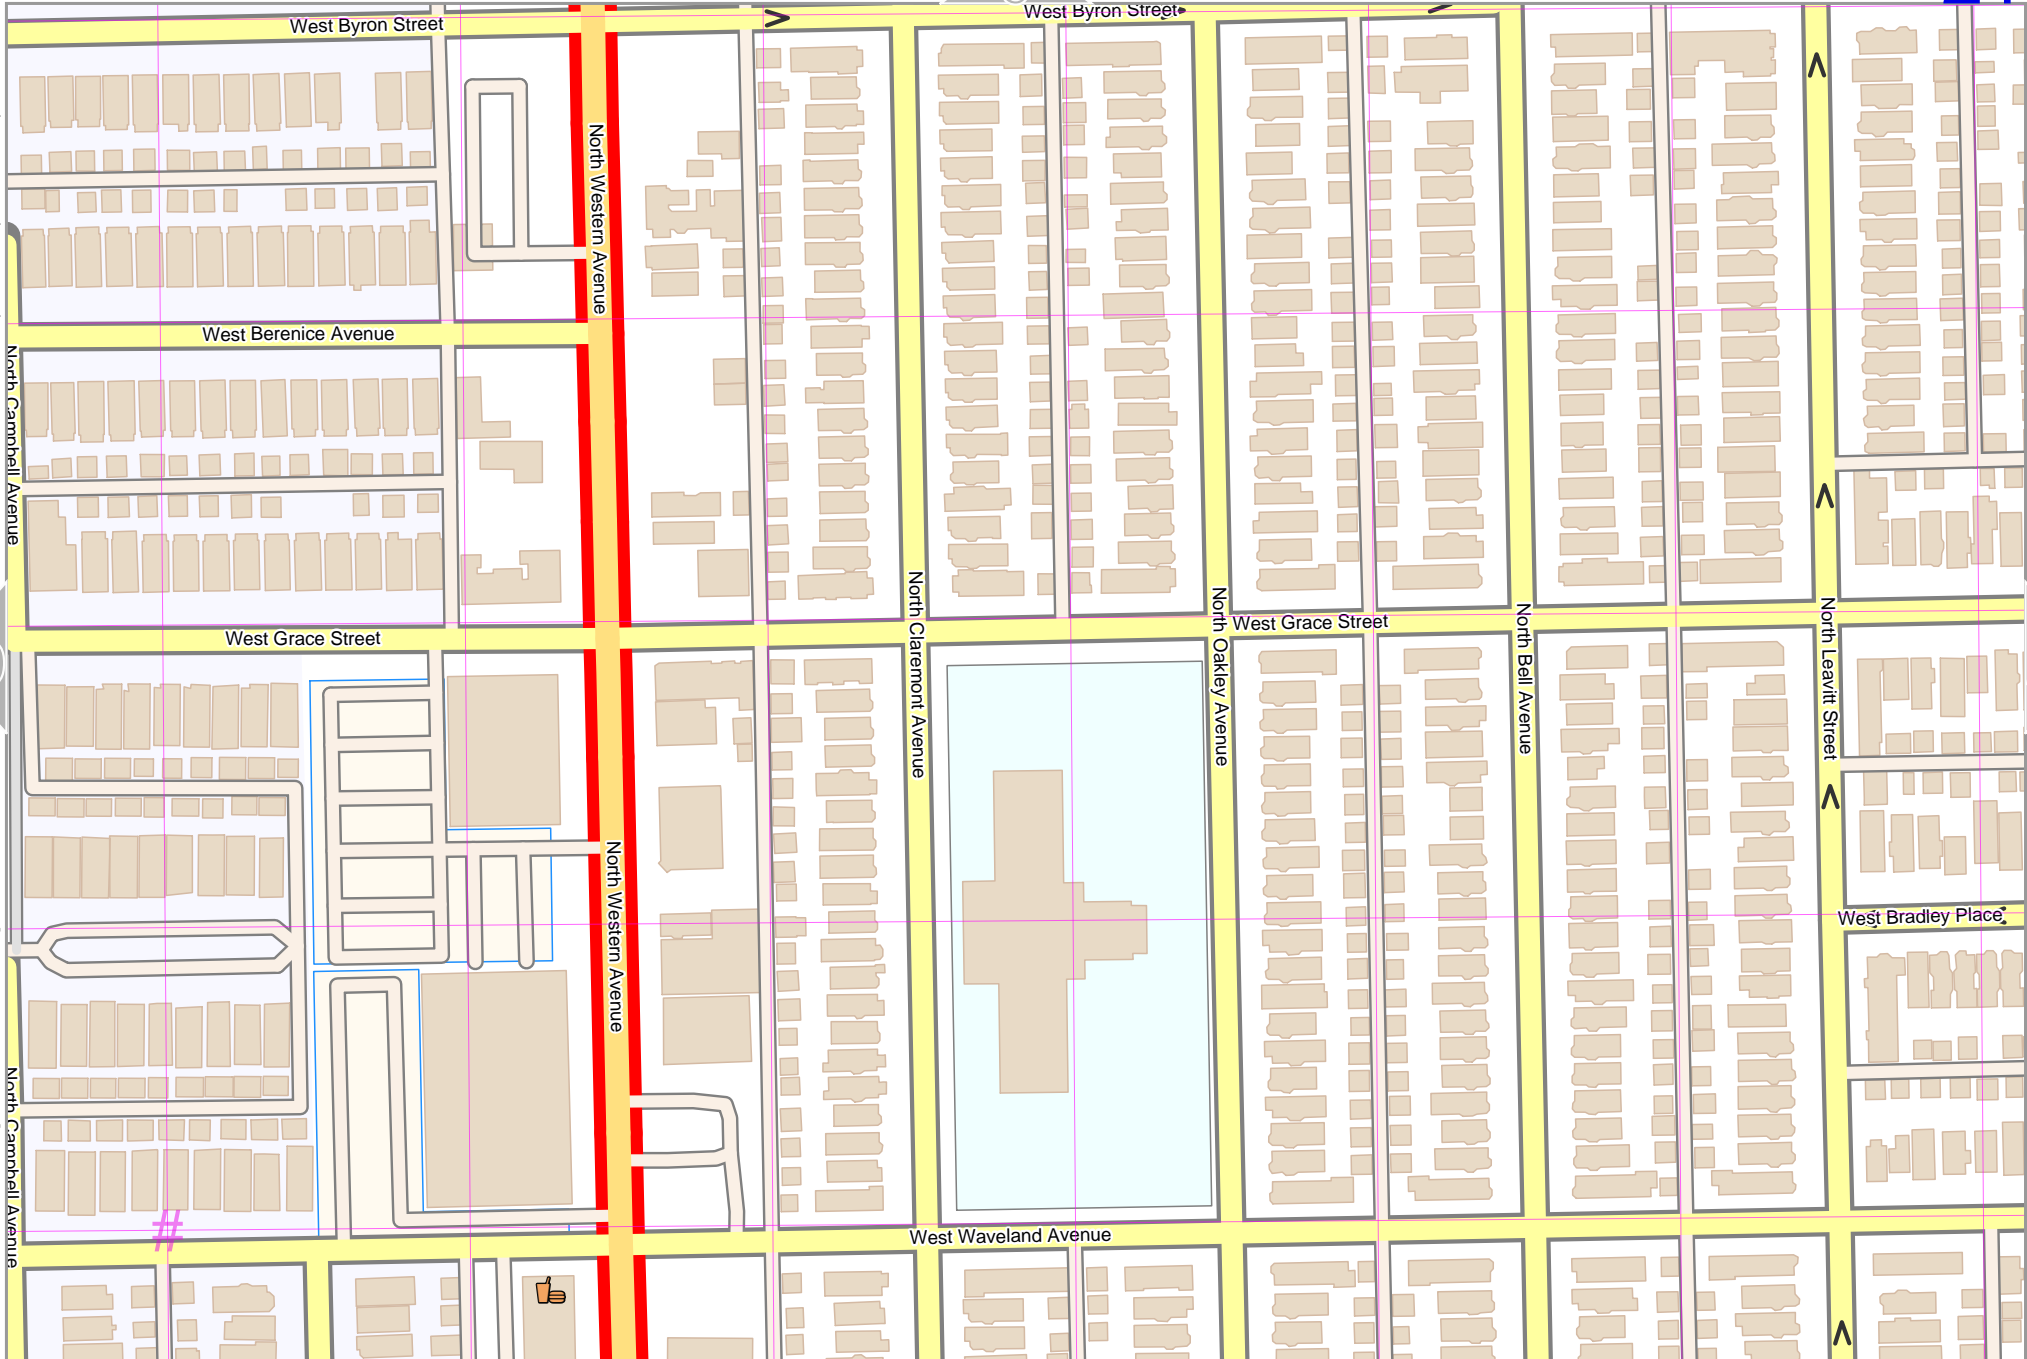 West Byron Street
West Byron Street
North Western Avenue
West Berenice Avenue
North Campbell Avenue
West Grace Street
West Grace Street
North Claremont Avenue
North Oakley Avenue
North Bell Avenue
North Leavitt Street
North Western Avenue
West Bradley Place
North Campbell Avenue
#
West Waveland Avenue